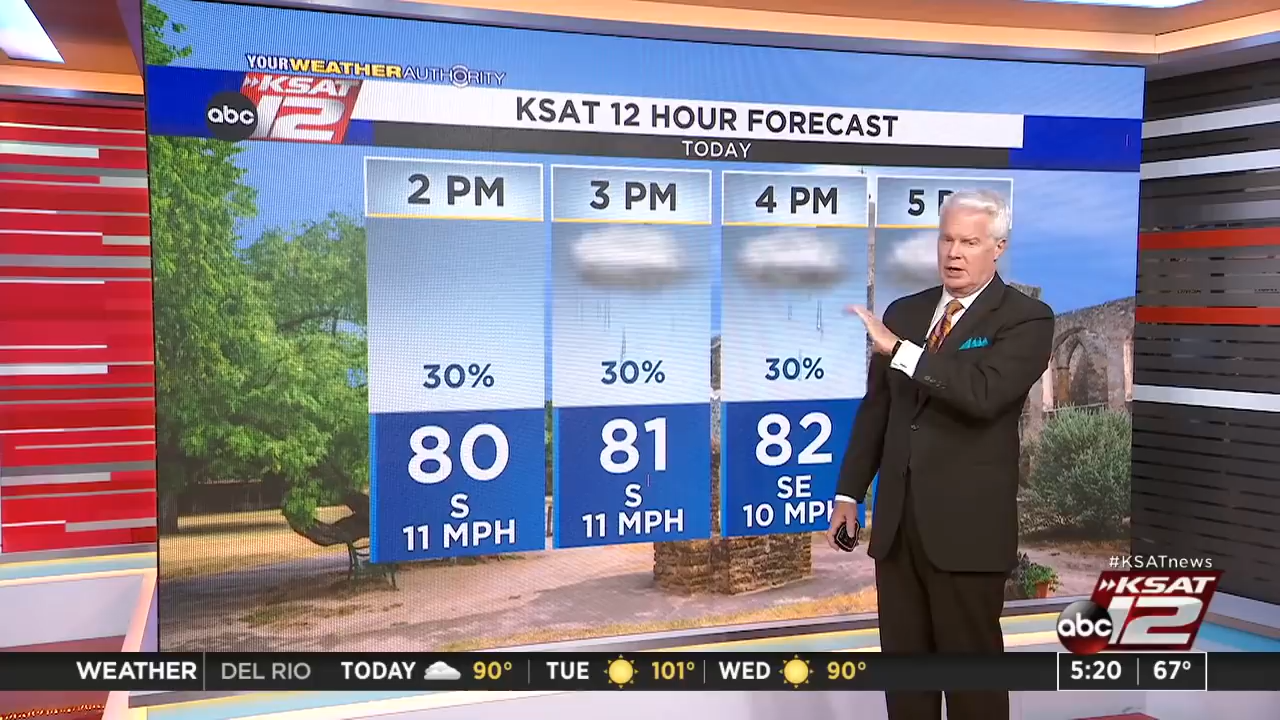 YOUR WEATHER AUTHORITY
abc KSAT 12
KSAT 12 HOUR FORECAST
TODAY
2 PM
30%
80
S
11 MPH
3 PM
30%
81
S
11 MPH
4 PM
30%
82
SE
10 MPH
5 P
#KSATnews
abc KSAT 12
WEATHER DEL RIO TODAY 90° TUE 101° WED 90° 5:20 67°